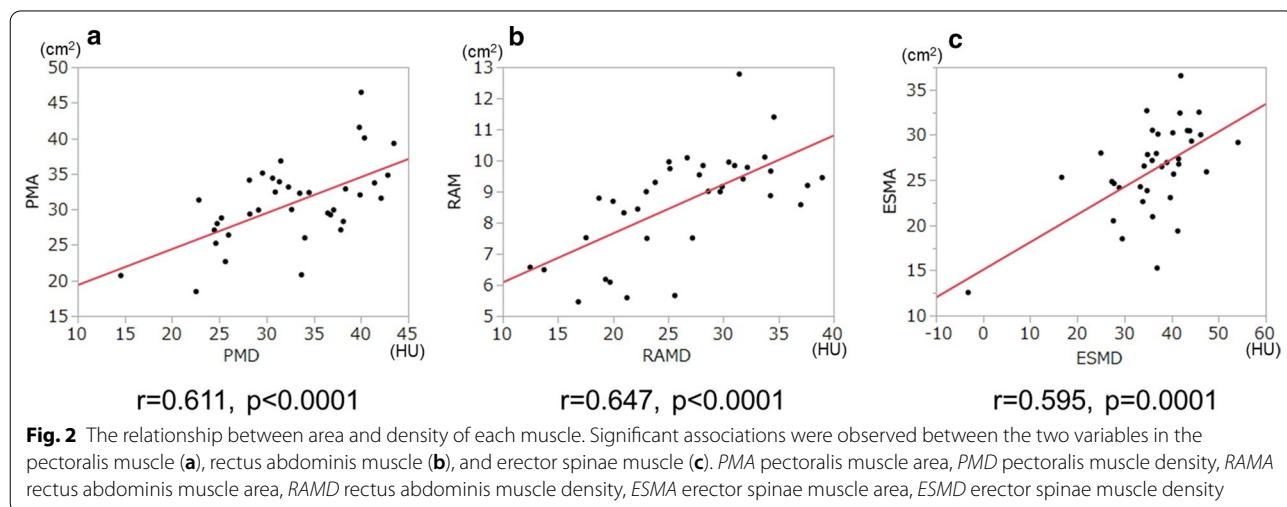 a
(cm²)
50
45
40
35
30
25
20
15
PMA
10 15 20 25 30 35 40 45
PMD
(HU)
r=0.611, p<0.0001
b
(cm²)
13
12
11
10
9
8
7
6
5
RAM
10 15 20 25 30 35 40
RAMD
(HU)
r=0.647, p<0.0001
c
(cm²)
35
30
25
20
15
10
ESMA
-10 0 10 20 30 40 50 60
ESMD
(HU)
r=0.595, p=0.0001
Fig. 2 The relationship between area and density of each muscle. Significant associations were observed between the two variables in the
pectoralis muscle (a), rectus abdominis muscle (b), and erector spinae muscle (c). PMA pectoralis muscle area, PMD pectoralis muscle density, RAMA
rectus abdominis muscle area, RAMD rectus abdominis muscle density, ESMA erector spinae muscle area, ESMD erector spinae muscle density